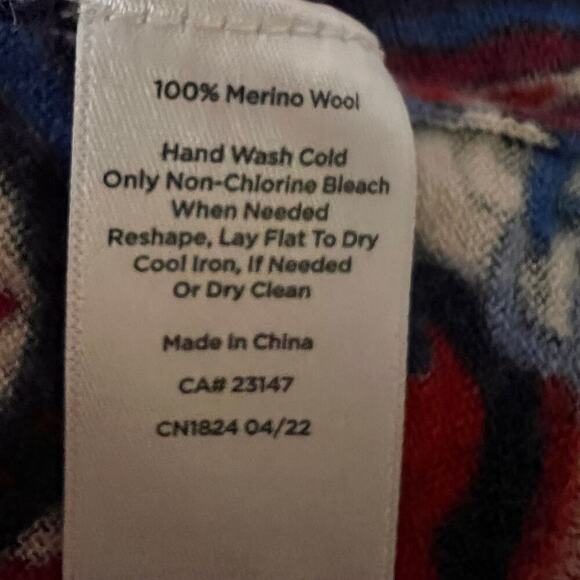 100% Merino Wool
Hand Wash Cold
Only Non-Chlorine Bleach
When Needed
Reshape, Lay Flat To Dry
Cool Iron, If Needed
Or Dry Clean
Made In China
CA# 23147
CN1824 04/22